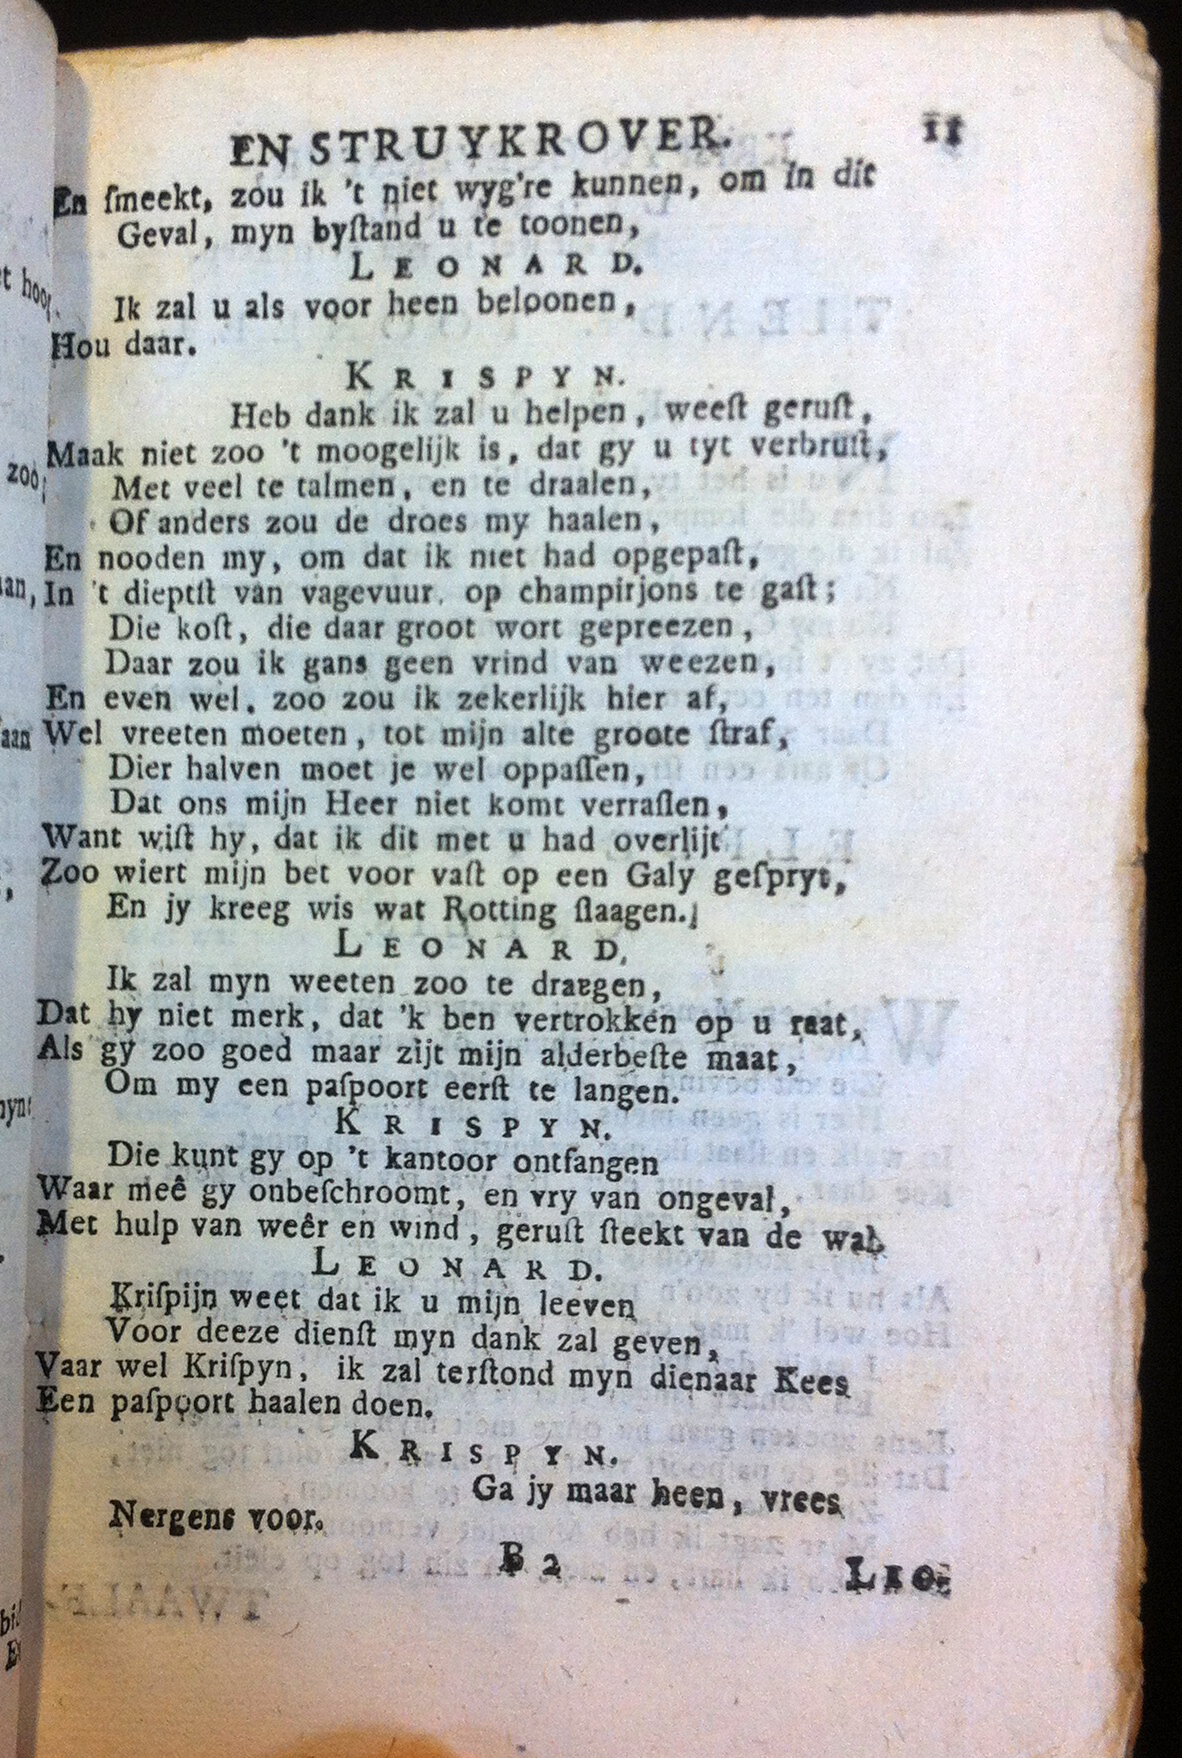 EN STRUYKROVER. 11
En ſmeekt, zou ik 't niet wyg're kunnen, om in dit
Geval, myn byſtand u te toonen,
LEONARD.
Ik zal u als voor heen beloonen,
Hou daar.
KRISPYN.
Heb dank ik zal u helpen, weeſt geruſt,
Maak niet zoo 't moogelijk is, dat gy u tyt verbruiſt,
Met veel te talmen, en te draalen,
Of anders zou de droes my haalen,
En nooden my, om dat ik niet had opgepaſt,
In 't dieptſt van vagevuur. op champirjons te gaſt;
Die koſt, die daar groot wort gepreezen,
Daar zou ik gans geen vrind van weezen,
En even wel, zoo zou ik zekerlijk hier af,
Wel vreeten moeten, tot mijn alte groote ſtraf,
Dier halven moet je wel oppaſſen,
Dat ons mijn Heer niet komt verraſſen,
Want wiſt hy, dat ik dit met u had overlijt
Zoo wiert mijn bet voor vaſt op een Galy geſpryt,
En jy kreeg wis wat Rotting ſlaagen.
LEONARD,
Ik zal myn weeten zoo te draegen,
Dat hy niet merk, dat 'k ben vertrokken op u raat,
Als gy zoo goed maar zijt mijn alderbeſte maat,
Om my een paſpoort eerſt te langen.
KRISPYN.
Die kunt gy op 't kantoor ontfangen
Waar meê gy onbeſchroomt, en vry van ongeval,
Met hulp van weêr en wind, geruſt ſteekt van de wal.
LEONARD.
Kriſpijn weet dat ik u mijn leeven
Voor deeze dienſt myn dank zal geven,
Vaar wel Kriſpyn, ik zal terſtond myn dienaar Kees
Een paſpoort haalen doen.
KRISPYN.
Ga jy maar heen, vrees
Nergens voor.
B 2 LEO-